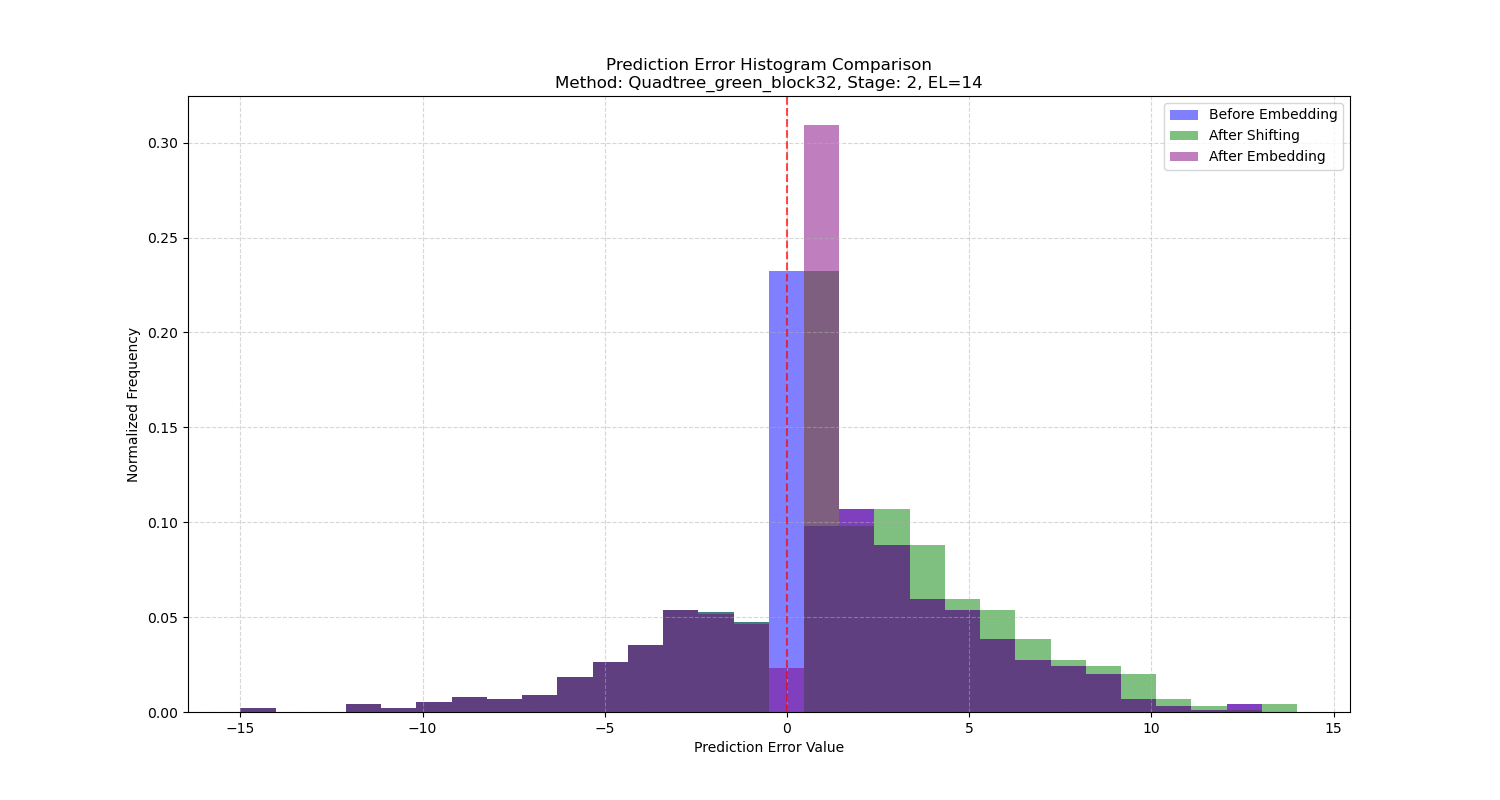 Prediction Error Histogram Comparison
Method: Quadtree_green_block32, Stage: 2, EL=14
Before Embedding
After Shifting
After Embedding
Normalized Frequency
0.30
0.25
0.20
0.15
0.10
0.05
0.00
−15
−10
−5
0
5
10
15
Prediction Error Value